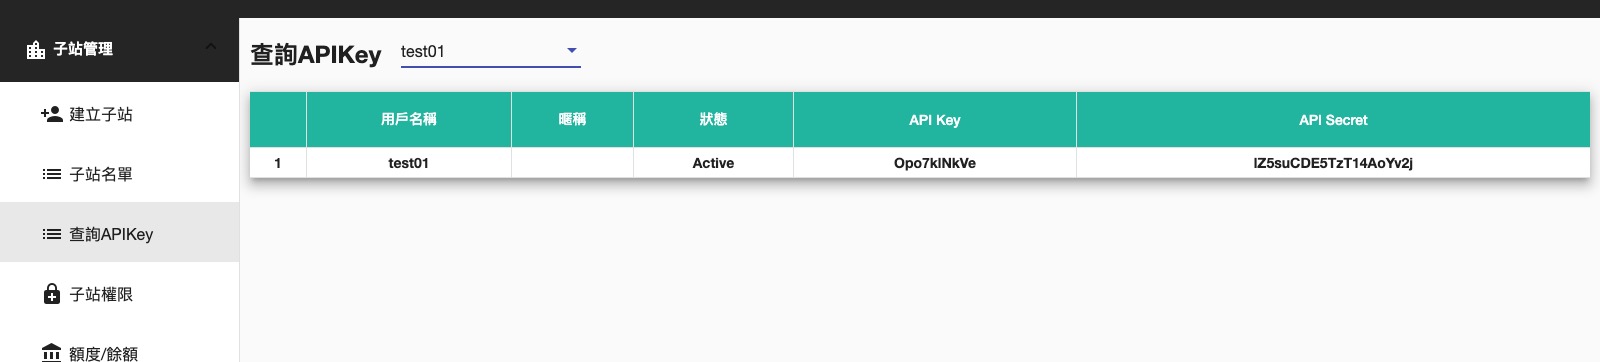 子站管理
建立子站
子站名單
查詢APIKey
子站權限
額度/餘額
查詢APIKey test01
用戶名稱 暱稱 狀態 API Key API Secret
1 test01 Active Opo7klNkVe lZ5suCDE5TzT14AoYv2j